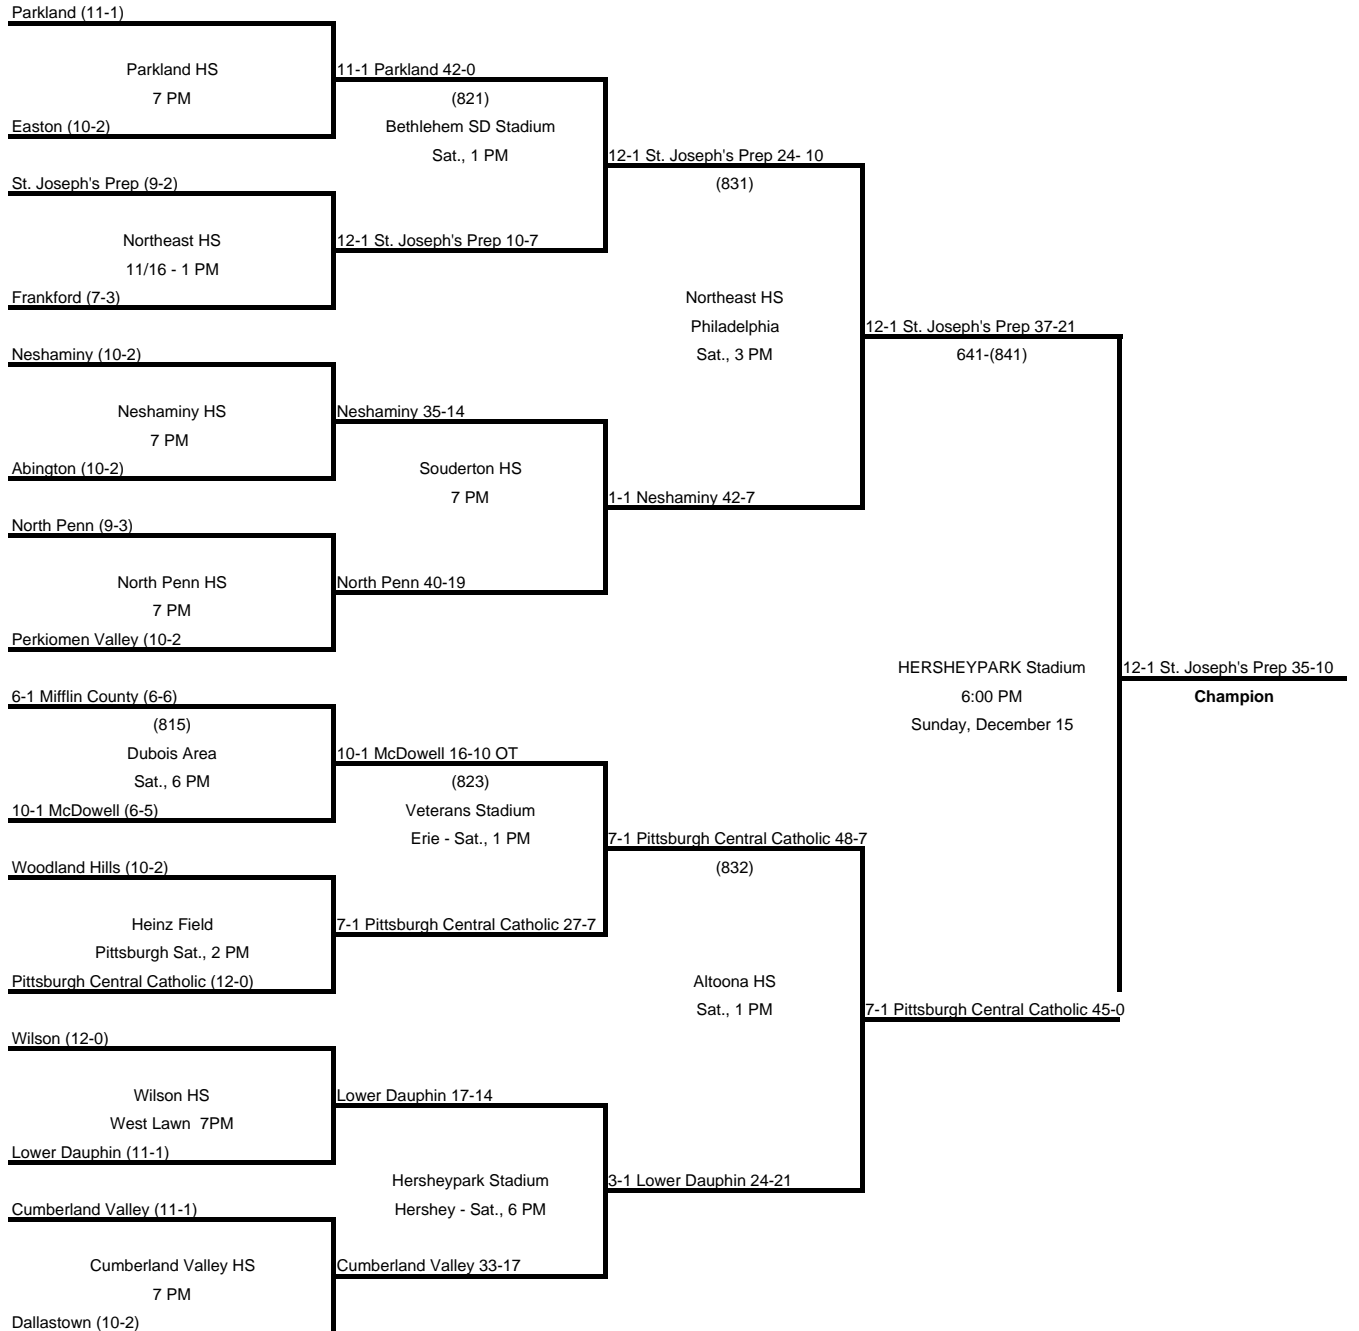 Parkland (11-1)
Parkland HS
11-1 Parkland 42-0
7 PM
(821)
Easton (10-2)
Bethlehem SD Stadium
Sat., 1 PM
12-1 St. Joseph's Prep 24- 10
St. Joseph's Prep (9-2)
(831)
Northeast HS
12-1 St. Joseph's Prep 10-7
11/16 - 1 PM
Frankford (7-3)
Northeast HS
Philadelphia
12-1 St. Joseph's Prep 37-21
Neshaminy (10-2)
Sat., 3 PM
641-(841)
Neshaminy HS
Neshaminy 35-14
7 PM
Abington (10-2)
Souderton HS
7 PM
1-1 Neshaminy 42-7
North Penn (9-3)
North Penn HS
North Penn 40-19
7 PM
Perkiomen Valley (10-2
HERSHEYPARK Stadium
12-1 St. Joseph's Prep 35-10
6-1 Mifflin County (6-6)
6:00 PM
Champion
(815)
Sunday, December 15
Dubois Area
10-1 McDowell 16-10 OT
Sat., 6 PM
(823)
10-1 McDowell (6-5)
Veterans Stadium
Erie - Sat., 1 PM
7-1 Pittsburgh Central Catholic 48-7
Woodland Hills (10-2)
(832)
Heinz Field
7-1 Pittsburgh Central Catholic 27-7
Pittsburgh Sat., 2 PM
Pittsburgh Central Catholic (12-0)
Altoona HS
Sat., 1 PM
7-1 Pittsburgh Central Catholic 45-0
Wilson (12-0)
Wilson HS
Lower Dauphin 17-14
West Lawn 7PM
Lower Dauphin (11-1)
Hersheypark Stadium
3-1 Lower Dauphin 24-21
Cumberland Valley (11-1)
Hershey - Sat., 6 PM
Cumberland Valley HS
Cumberland Valley 33-17
7 PM
Dallastown (10-2)